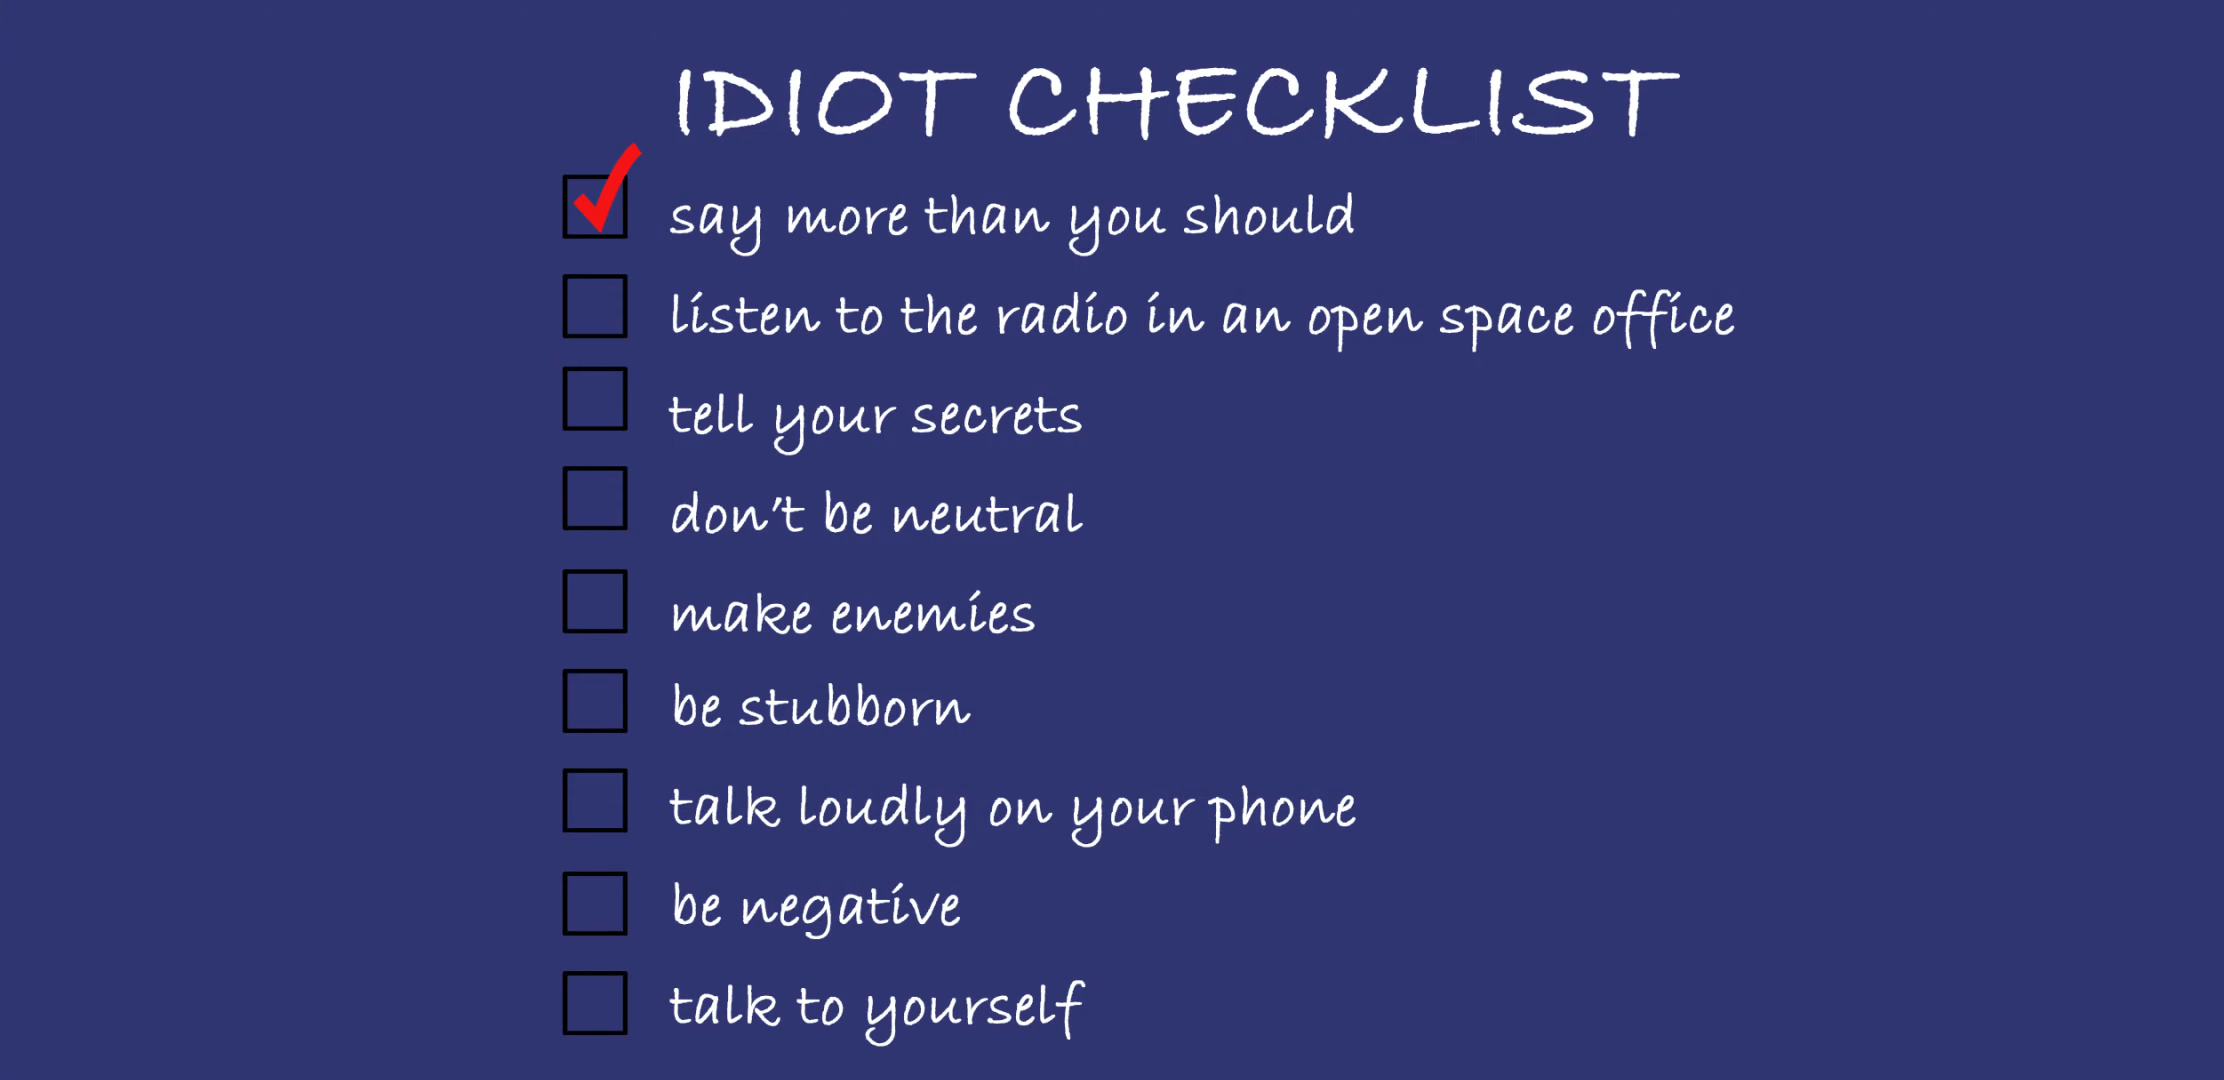 IDIOT CHECKLIST
say more than you should
listen to the radio in an open space office
tell your secrets
don't be neutral
make enemies
be stubborn
talk loudly on your phone
be negative
talk to yourself